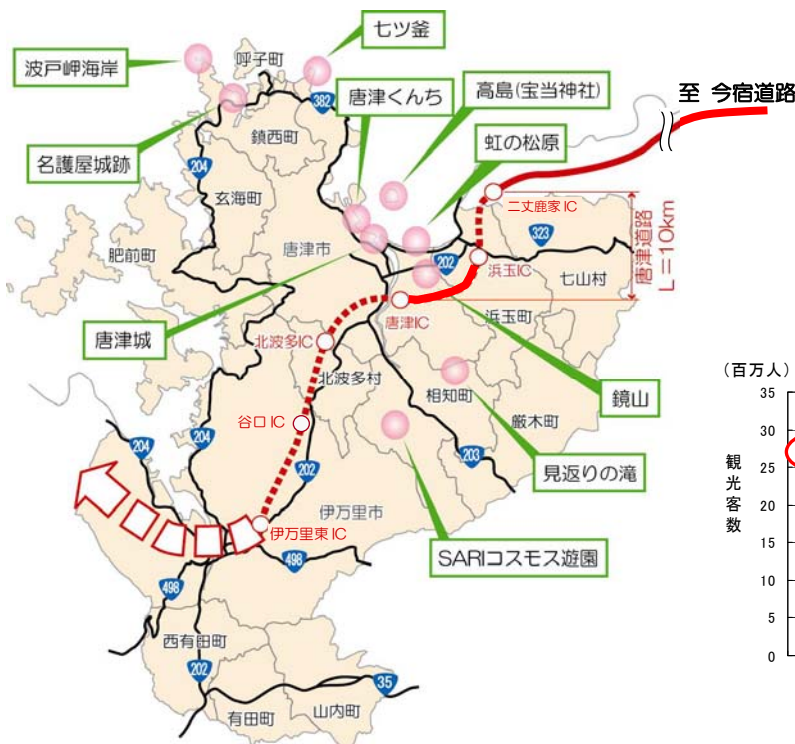 七ツ釜
呼子町
波戸岬海岸
382
唐津くんち
高島(宝当神社)
至 今宿道路
名護屋城跡
鎮西町
204
虹の松原
玄海町
二丈鹿家IC
323
唐津道路
L=10km
肥前町
唐津市
202
浜玉IC
七山村
唐津城
唐津IC
浜玉町
北波多IC
北波多村
相知町
鏡山
(百万人)
35
30
25
20
15
10
5
0
観光客数
谷口IC
厳木町
204
204
202
203
見返りの滝
伊万里市
伊万里東IC
SARIコスモス遊園
498
498
西有田町
202
35
有田町
山内町